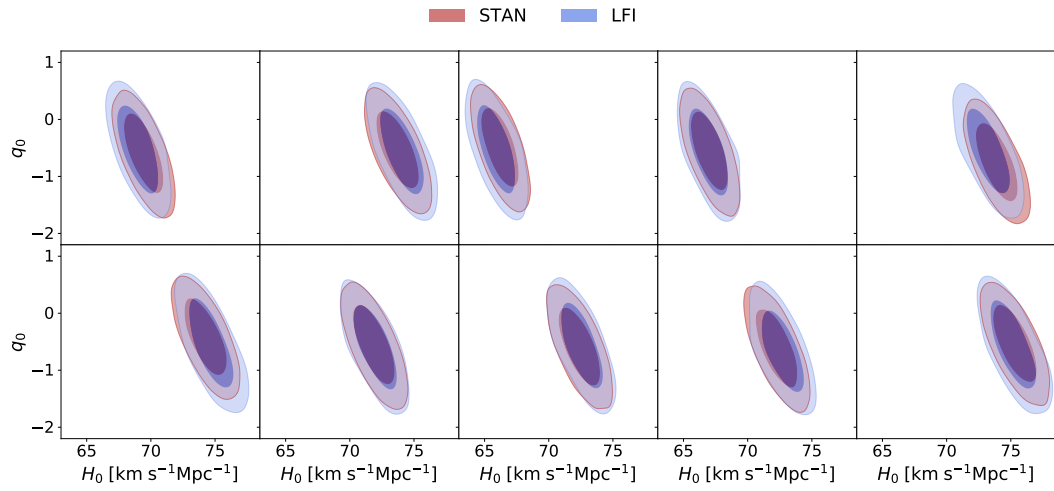 STAN LFI
1
0
−1
−2
q₀
1
0
−1
−2
q₀
65 70 75 65 70 75 65 70 75 65 70 75 65 70 75
H₀ [km s⁻¹Mpc⁻¹] H₀ [km s⁻¹Mpc⁻¹] H₀ [km s⁻¹Mpc⁻¹] H₀ [km s⁻¹Mpc⁻¹] H₀ [km s⁻¹Mpc⁻¹]